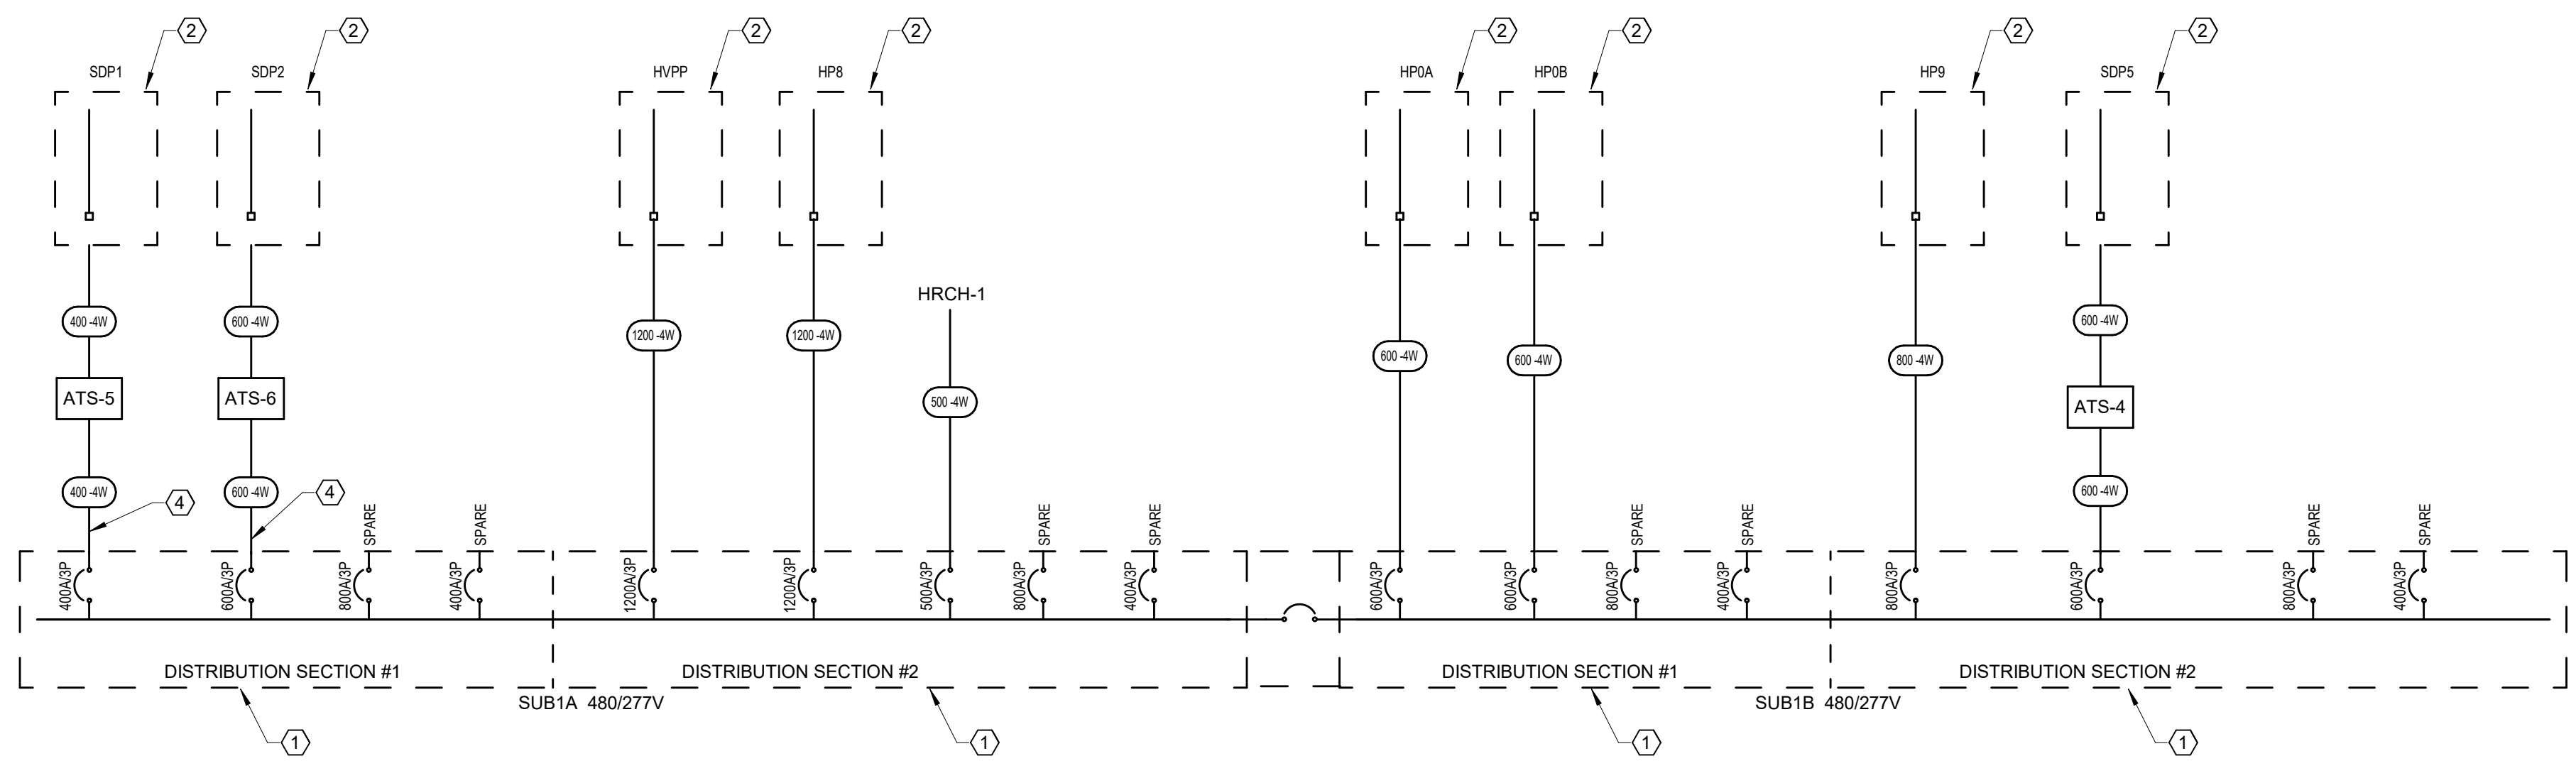 2 2 2 2 2 2 2 2
SDP1 SDP2 HVPP HP8 HP0A HP0B HP9 SDP5
HRCH-1
400 -4W 600 -4W 1200 -4W 1200 -4W 600 -4W 600 -4W 800 -4W 600 -4W
ATS-5 ATS-6 500 -4W ATS-4
400 -4W 600 -4W 600 -4W
4 4
SPARE SPARE SPARE SPARE SPARE SPARE SPARE SPARE
400A/3P 600A/3P 800A/3P 400A/3P 1200A/3P 1200A/3P 500A/3P 800A/3P 400A/3P 600A/3P 600A/3P 800A/3P 400A/3P 800A/3P 600A/3P 800A/3P 400A/3P
DISTRIBUTION SECTION #1 DISTRIBUTION SECTION #2 DISTRIBUTION SECTION #1 DISTRIBUTION SECTION #2
SUB1A 480/277V SUB1B 480/277V
1 1 1 1